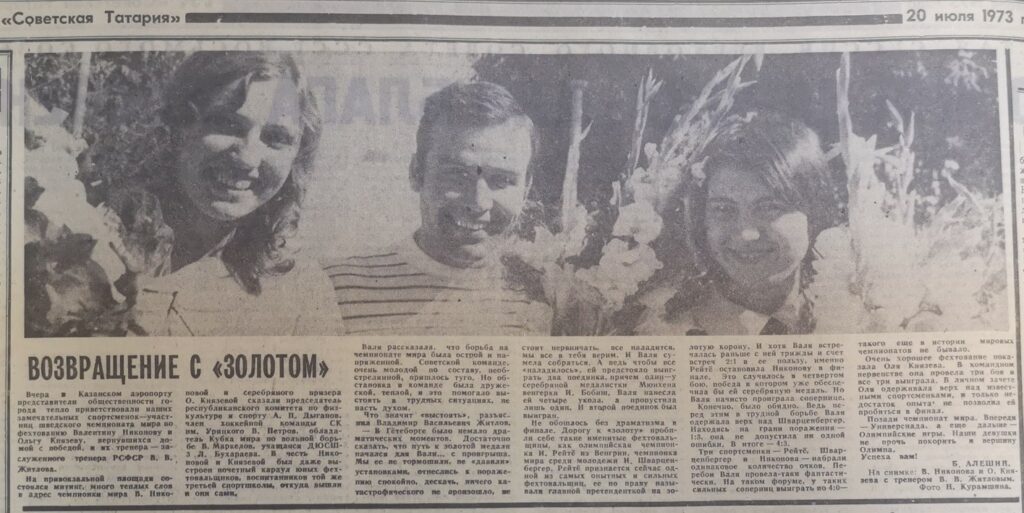 «Советская Татария»
20 июля 1973 г
ВОЗВРАЩЕНИЕ С «ЗОЛОТОМ»
Вчера в Казанском аэропорту
представители общественности го-
рода тепло приветствовали наших
замечательных спортсменов—участ-
ниц шведского чемпионата мира по
фехтованию Валентину Никонову и
Ольгу Князеву, вернувшихся до-
мой с победой, и их тренера — за-
служенного тренера РСФСР В. В.
Житлова.
На привокзальной площади со-
стоялся митинг, много теплых слов
в адрес чемпионки мира В. Нико-
новой и серебряного призера
О. Князевой сказали председатель
республиканского комитета по физ-
культуре и спорту А. П. Дыганов,
член хоккейной команды СК
им. Урицкого В. Петров, облада-
тель Кубка мира по вольной борь-
бе В. Маркелов, учащаяся ДЮСШ-
3 Л. Бухараева. В честь Нико-
новой и Князевой был даже вы-
строен почетный караул юных фех-
товальщиков, воспитанников той же
третьей спортшколы, откуда вышли
и они сами.
Валя рассказала, что борьба на
чемпионате мира была острой и на-
пряженной. Советской команде,
очень молодой по составу, необ-
стрелянной, пришлось туго. Но об-
становка в команде была друже-
ской, теплой, и это помогало вы-
стоять в трудных ситуациях, не
пасть духом.
Что значит «выстоять», разъяс-
нил Владимир Васильевич Житлов.
— В Гётеборге было немало дра-
матических моментов. Достаточно
сказать, что путь к золотой медали
начался для Вали... с проигрыша.
Мы ее не тормошили, не «давили»
установками, отнеслись к пораже-
нию спокойно, дескать, ничего ка-
тастрофического не произошло, не
стоит нервничать, все наладится,
мы все в тебя верим. И Валя су-
мела собраться. А ведь чтобы все
«наладилось», ей предстояло выиг-
рать два поединка, причем один—у
серебряной медалистки Мюнхена
венгерки И. Бобиш. Валя нанесла
ей четыре укола, а пропустила
лишь один. И второй поединок был
выигран.
Не обошлось без драматизма и в
финале. Дорогу к «золоту» проби-
ли себе такие именитые фехтоваль-
щицы, как олимпийская чемпион-
ка И. Рейтё из Венгрии, чемпионка
мира среди молодежи Н. Шварцен-
бергер. Рейтё признается сейчас од-
ной из самых опытных и сильных
фехтовальщиц, ее по праву назы-
вали главной претенденткой на зо-
лотую корону. И хотя Валя встре-
чалась раньше с ней трижды и счет
встреч 2:1 в ее пользу, именно
Рейтё остановила Никонову в фи-
нале. Это случилось в четвертом
бою, победа в котором уже обеспе-
чила бы ей серебряную медаль. Но
Валя начисто проиграла сопернице.
Конечно, было обидно. Ведь пе-
ред этим в трудной борьбе Валя
одержала верх над Шварценбергер.
Находясь на грани поражения —
1:3, она не допустила ни одной
ошибки. В итоге — 4:3.
Три спортсменки — Рейтё, Швар-
ценбергер и Никонова — набрали
одинаковое количество очков. Пе-
ребои Валя провела-таки фантасти-
чески. На таком форуме, у таких
сильных соперниц выиграть по 4:0—
такого еще в истории мировых
чемпионатов не бывало.
Очень хорошее фехтование показа-
ла Оля Князева. В командном
первенстве она провела три боя и
все три выиграла. В личном зачете
Оля одерживала верх над извест-
ными спортсменками, и только не-
достаток опыта не позволил ей
пробиться в финал.
Позади чемпионат мира. Впереди
— Универсиада, а еще дальше —
Олимпийские игры. Наши девушки
не прочь покорить и вершину
Олимпа.
Успеха вам!
Б. АЛЕШИН.
На снимке: В. Никонова и О. Кня-
зева с тренером В. В. Житловым.
Фото Н. Курамшина.